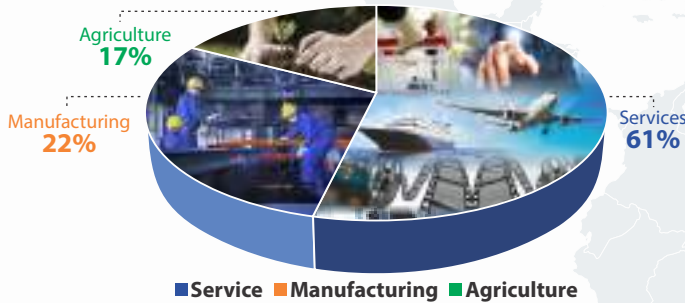 Agriculture
17%
Manufacturing
22%
Services
61%
Service Manufacturing Agriculture